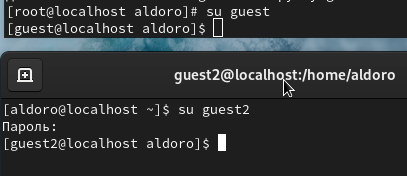 [root@localhost aldoro]# su guest
[guest@localhost aldoro]$
guest2@localhost:/home/aldoro
[aldoro@localhost ~]$ su guest2
Пароль:
[guest2@localhost aldoro]$